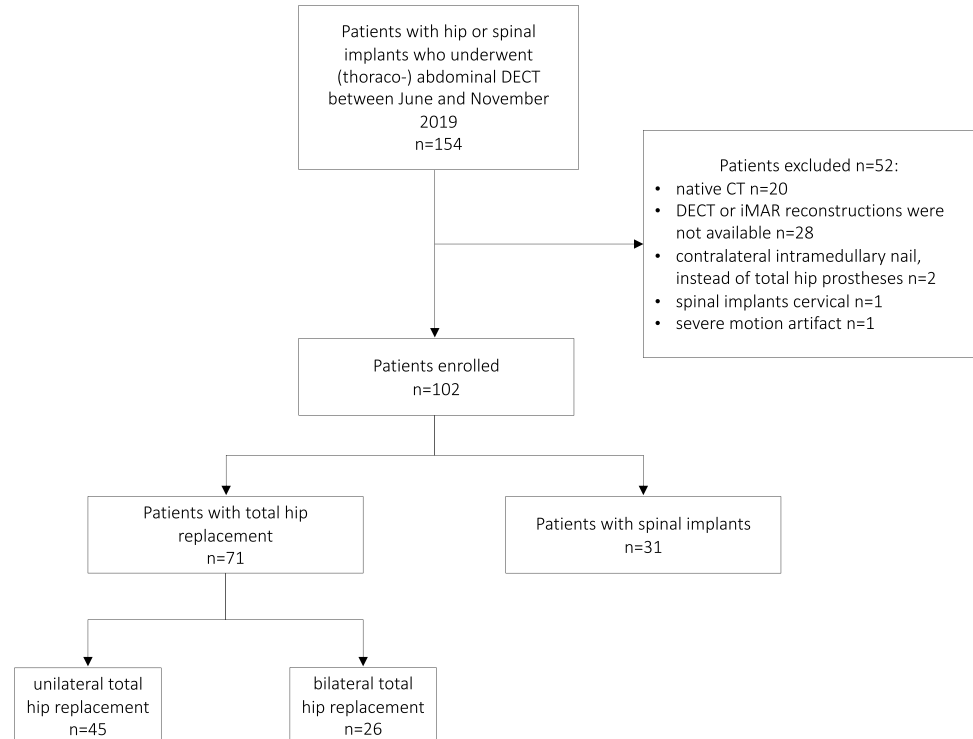 Patients with hip or spinal
implants who underwent
(thoraco-) abdominal DECT
between June and November
2019
n=154
Patients excluded n=52:
• native CT n=20
• DECT or iMAR reconstructions were
not available n=28
• contralateral intramedullary nail,
instead of total hip prostheses n=2
• spinal implants cervical n=1
• severe motion artifact n=1
Patients enrolled
n=102
Patients with total hip
replacement
n=71
Patients with spinal implants
n=31
unilateral total
hip replacement
n=45
bilateral total
hip replacement
n=26